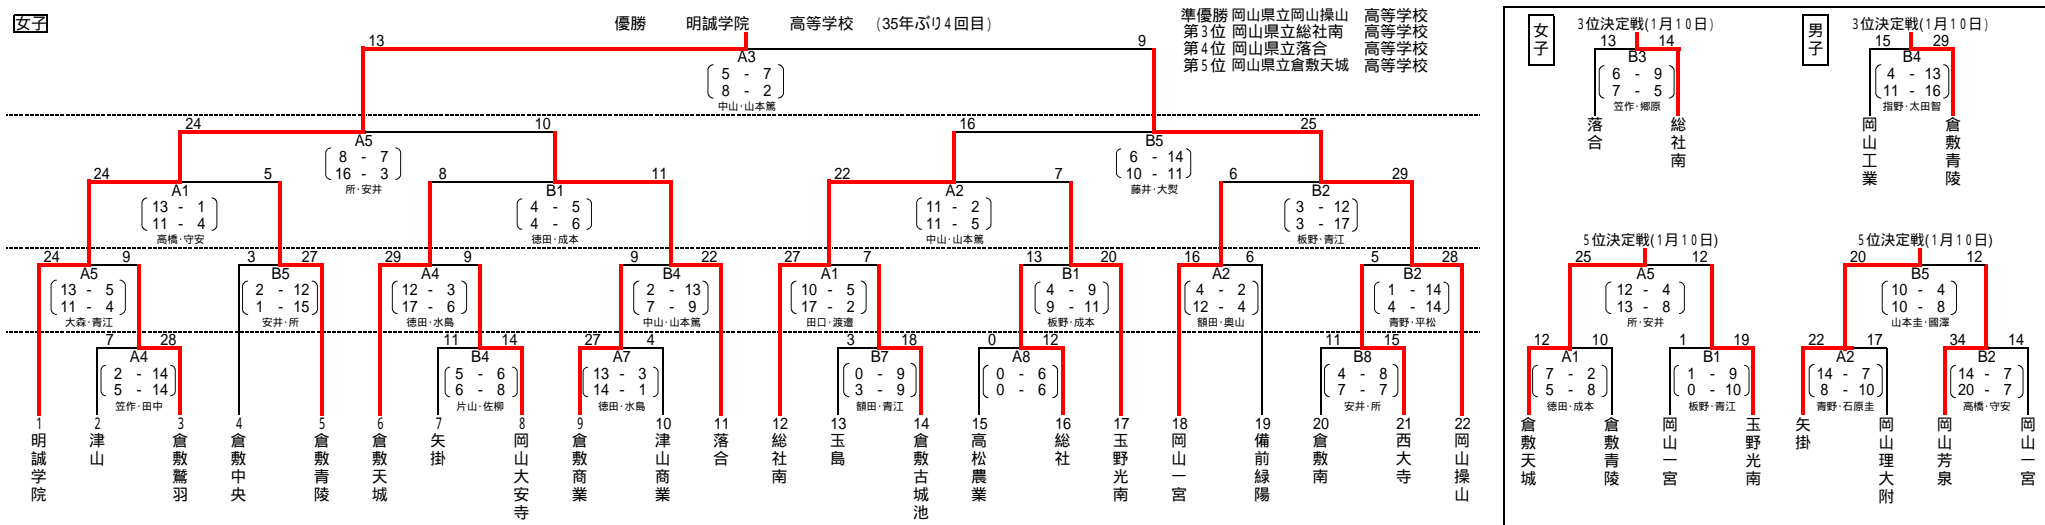 女子
優勝 明誠学院 高等学校 (35年ぶり4回目)
準優勝 岡山県立岡山操山 高等学校
第3位 岡山県立総社南 高等学校
第4位 岡山県立落合 高等学校
第5位 岡山県立倉敷天城 高等学校
13 9
A3
5 - 7
8 - 2
中山・山本篤
24 10 16 25
A5 B5
8 - 7 6 - 14
16 - 3 10 - 11
所・安井 藤井・大熨
24 5 8 11 22 7 6 29
A1 B1 A2 B2
13 - 1 4 - 5 11 - 2 3 - 12
11 - 4 4 - 6 11 - 5 3 - 17
高橋・守安 徳田・成本 中山・山本篤 板野・青江
24 9 3 27 29 9 9 22 27 7 13 20 16 6 5 28
A5 B5 A4 B4 A1 B1 A2 B2
13 - 5 2 - 12 12 - 3 2 - 13 10 - 5 4 - 9 4 - 2 1 - 14
11 - 4 1 - 15 17 - 6 7 - 9 17 - 2 9 - 11 12 - 4 4 - 14
大森・青江 安井・所 徳田・水島 中山・山本篤 田口・渡邉 板野・成本 額田・奥山 青野・平松
7 28 11 14 27 4 3 18 0 12 11 15
A4 B4 A7 B7 A8 B8
2 - 14 5 - 6 13 - 3 0 - 9 0 - 6 4 - 8
5 - 14 6 - 8 14 - 1 3 - 9 0 - 6 7 - 7
笠作・田中 片山・佐柳 徳田・水島 額田・青江 安井・所
1 2 3 4 5 6 7 8 9 10 11 12 13 14 15 16 17 18 19 20 21 22
明誠学院
津山
倉敷鷲羽
倉敷中央
倉敷青陵
倉敷天城
矢掛
岡山大安寺
倉敷商業
津山商業
落合
総社南
玉島
倉敷古城池
高松農業
総社
玉野光南
岡山一宮
備前緑陽
倉敷南
西大寺
岡山操山
女子
3位決定戦(1月10日)
13 14
B3
6 - 9
7 - 5
笠作・郷原
落合
総社南
5位決定戦(1月10日)
25 12
A5
12 - 4
13 - 8
所・安井
12 10 1 19
A1 B1
7 - 2 1 - 9
5 - 8 0 - 10
徳田・成本 板野・青江
倉敷天城
倉敷青陵
岡山一宮
玉野光南
男子
3位決定戦(1月10日)
15 29
B4
4 - 13
11 - 16
指野・太田智
岡山工業
倉敷青陵
5位決定戦(1月10日)
20 12
B5
10 - 4
10 - 8
山本圭・國澤
22 17 34 14
A2 B2
14 - 7 14 - 7
8 - 10 20 - 7
青野・石原圭 高橋・守安
矢掛
岡山理大附
岡山芳泉
岡山一宮